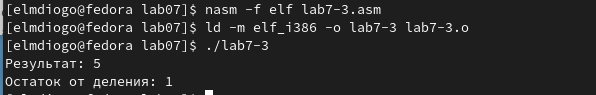 [elmdiogo@fedora lab07]$ nasm -f elf lab7-3.asm
[elmdiogo@fedora lab07]$ ld -m elf_i386 -o lab7-3 lab7-3.o
[elmdiogo@fedora lab07]$ ./lab7-3
Результат: 5
Остаток от деления: 1